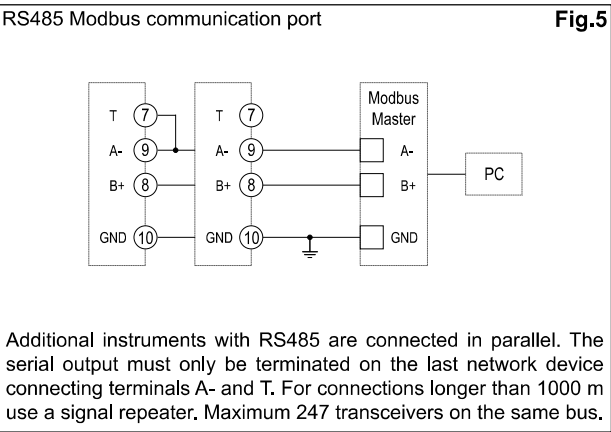 RS485 Modbus communication port Fig.5
Modbus
Master
T 7 T 7
A- 9 A- 9 A-
B+ 8 B+ 8 B+
PC
GND 10 GND 10 GND
Additional instruments with RS485 are connected in parallel. The
serial output must only be terminated on the last network device
connecting terminals A- and T. For connections longer than 1000 m
use a signal repeater. Maximum 247 transceivers on the same bus.